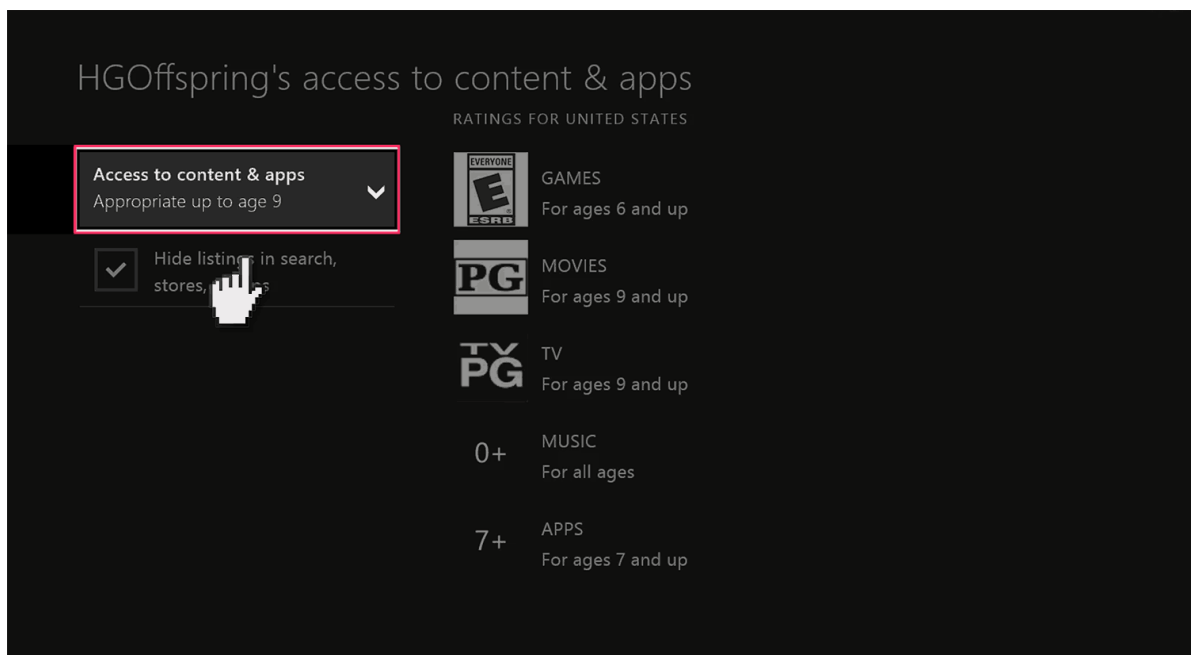 HGOffspring's access to content & apps
RATINGS FOR UNITED STATES
Access to content & apps
Appropriate up to age 9
Hide listings in search,
stores,
EVERYONE
E
ESRB
GAMES
For ages 6 and up
PG
MOVIES
For ages 9 and up
TV
PG
TV
For ages 9 and up
0+
MUSIC
For all ages
7+
APPS
For ages 7 and up